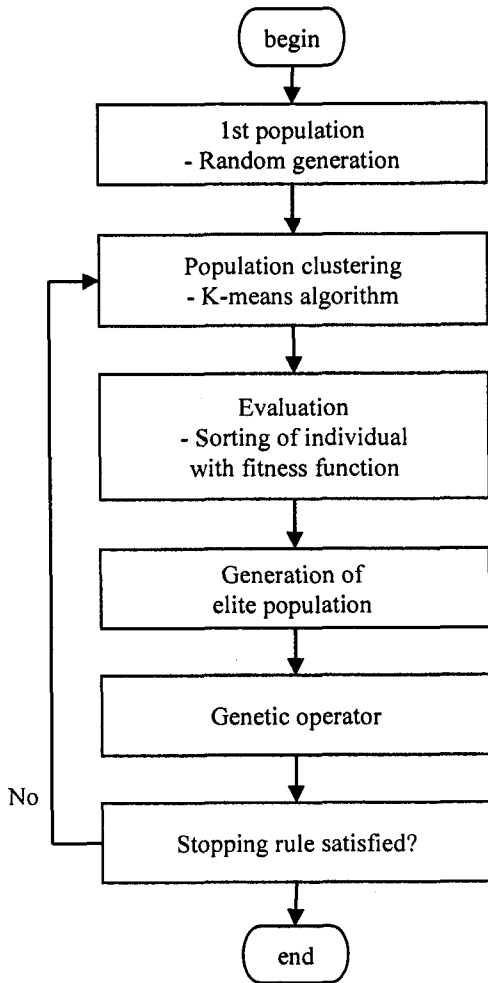 begin
1st population
- Random generation
Population clustering
- K-means algorithm
Evaluation
- Sorting of individual
with fitness function
Generation of
elite population
Genetic operator
No
Stopping rule satisfied?
end